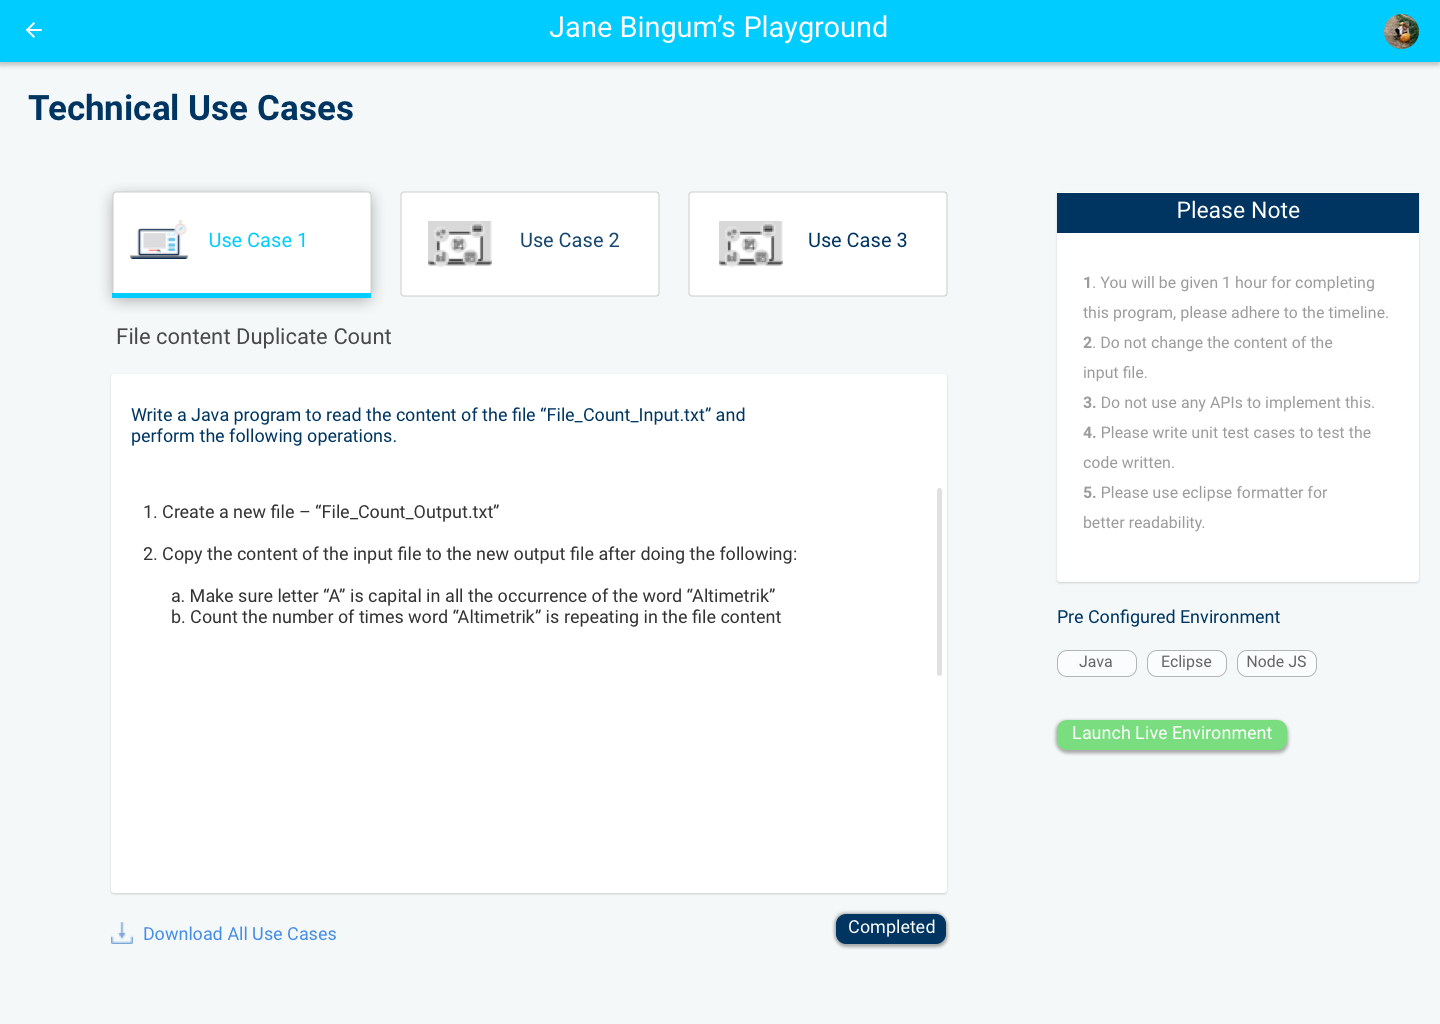 Jane Bingum’s Playground
Technical Use Cases
Use Case 1
Use Case 2
Use Case 3
File content Duplicate Count
Write a Java program to read the content of the file “File_Count_Input.txt” and
perform the following operations.
1. Create a new file – “File_Count_Output.txt”
2. Copy the content of the input file to the new output file after doing the following:
a. Make sure letter “A” is capital in all the occurrence of the word “Altimetrik”
b. Count the number of times word “Altimetrik” is repeating in the file content
Download All Use Cases
Completed
Please Note
1. You will be given 1 hour for completing
this program, please adhere to the timeline.
2. Do not change the content of the
input file.
3. Do not use any APIs to implement this.
4. Please write unit test cases to test the
code written.
5. Please use eclipse formatter for
better readability.
Pre Configured Environment
Java
Eclipse
Node JS
Launch Live Environment